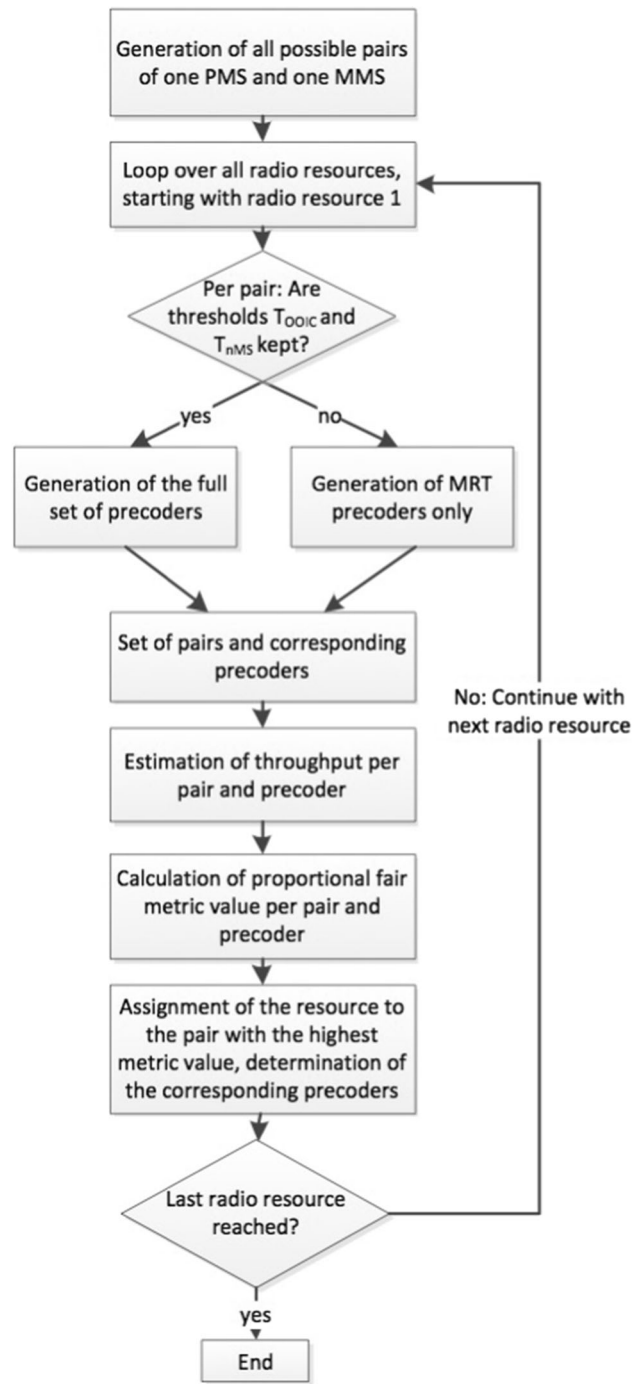 Generation of all possible pairs
of one PMS and one MMS
Loop over all radio resources,
starting with radio resource 1
Per pair: Are
thresholds TOOIC and
TnMS kept?
yes
no
Generation of the full
set of precoders
Generation of MRT
precoders only
Set of pairs and corresponding
precoders
No: Continue with
next radio resource
Estimation of throughput per
pair and precoder
Calculation of proportional fair
metric value per pair and
precoder
Assignment of the resource to
the pair with the highest
metric value, determination of
the corresponding precoders
Last radio resource
reached?
yes
End